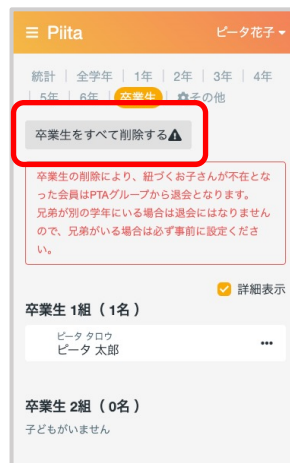 ≡ Piita
ピータ花子
統計 | 全学年 | 1年 | 2年 | 3年 | 4年
| 5年 | 6年 | 卒業生 | その他
卒業生をすべて削除する
卒業生の削除により、紐づくお子さんが不在とな
った会員はPTAグループから退会となります。
兄弟が別の学年にいる場合は退会にはなりません
ので、兄弟がいる場合は必ず事前に設定くださ
い。
詳細表示
卒業生 1組（ 1名 ）
ピータ タロウ
ピータ 太郎
•••
卒業生 2組（ 0名 ）
子どもがいません